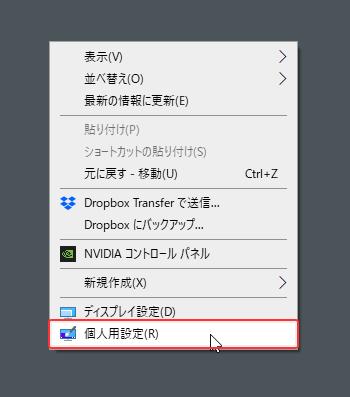 表示(V)
並べ替え(O)
最新の情報に更新(E)
貼り付け(P)
ショートカットの貼り付け(S)
元に戻す - 移動(U) Ctrl+Z
Dropbox Transfer で送信...
Dropbox にバックアップ...
NVIDIA コントロール パネル
新規作成(X)
ディスプレイ設定(D)
個人用設定(R)